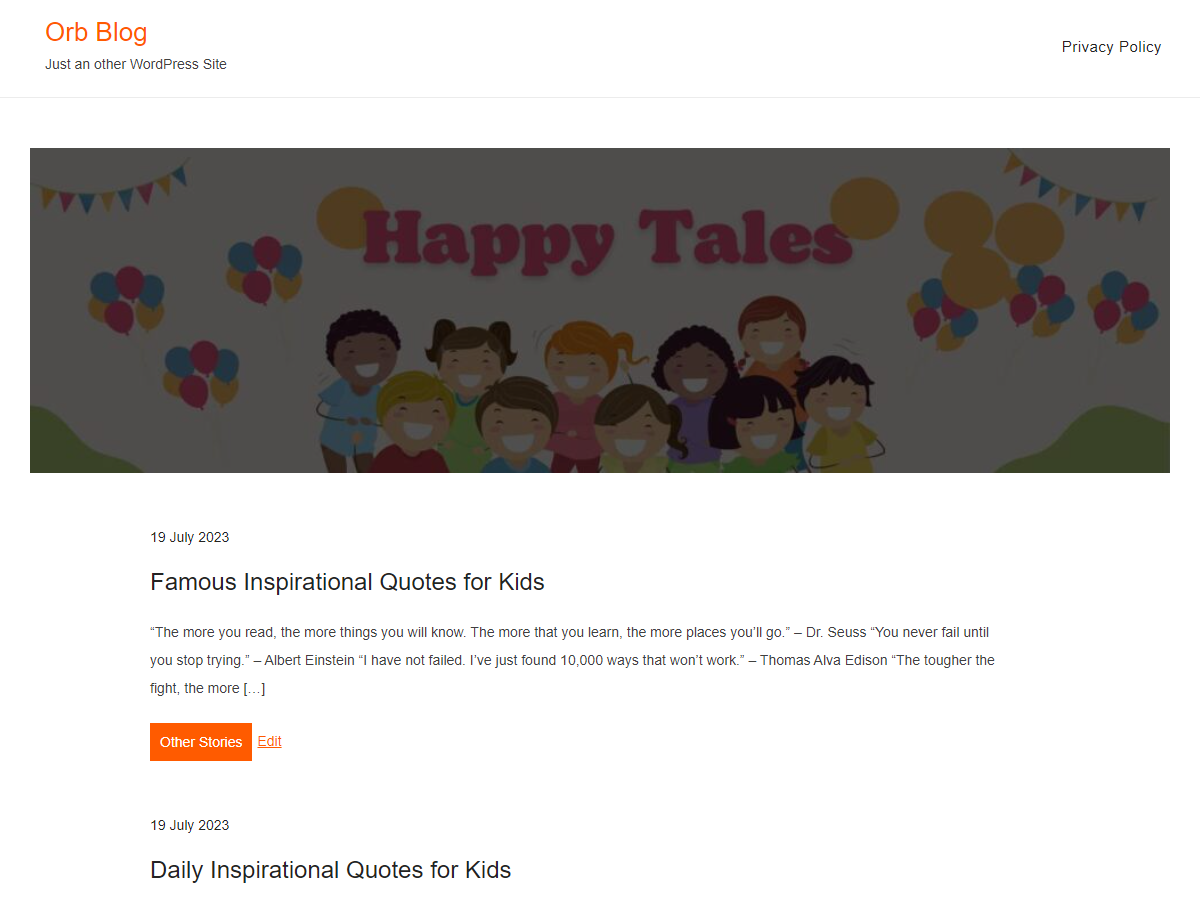 Orb Blog
Just an other WordPress Site
Privacy Policy
Happy Tales
19 July 2023
Famous Inspirational Quotes for Kids
“The more you read, the more things you will know. The more that you learn, the more places you’ll go.” – Dr. Seuss “You never fail until
you stop trying.” – Albert Einstein “I have not failed. I’ve just found 10,000 ways that won’t work.” – Thomas Alva Edison “The tougher the
fight, the more […]
Other Stories Edit
19 July 2023
Daily Inspirational Quotes for Kids